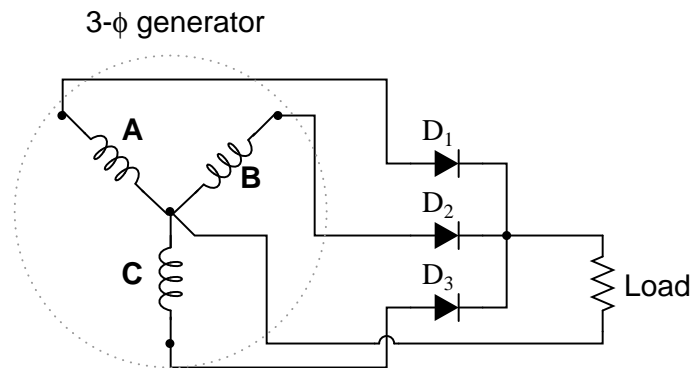 3-ϕ generator
A
B
C
D₁
D₂
D₃
Load